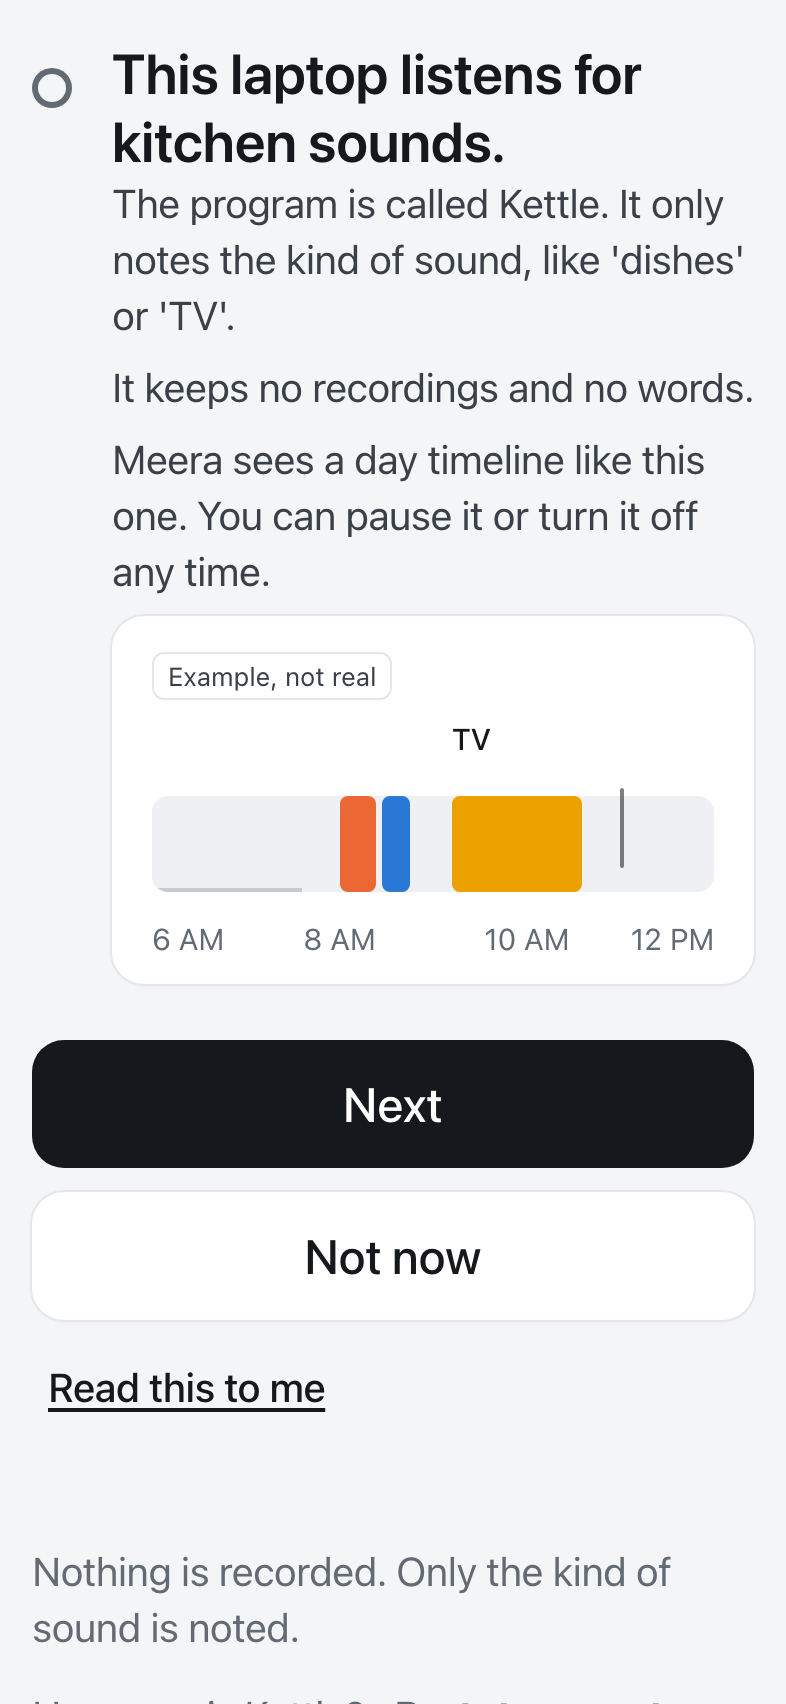 This laptop listens for
kitchen sounds.
The program is called Kettle. It only
notes the kind of sound, like 'dishes'
or 'TV'.
It keeps no recordings and no words.
Meera sees a day timeline like this
one. You can pause it or turn it off
any time.
Example, not real
TV
6 AM 8 AM 10 AM 12 PM
Next
Not now
Read this to me
Nothing is recorded. Only the kind of
sound is noted.